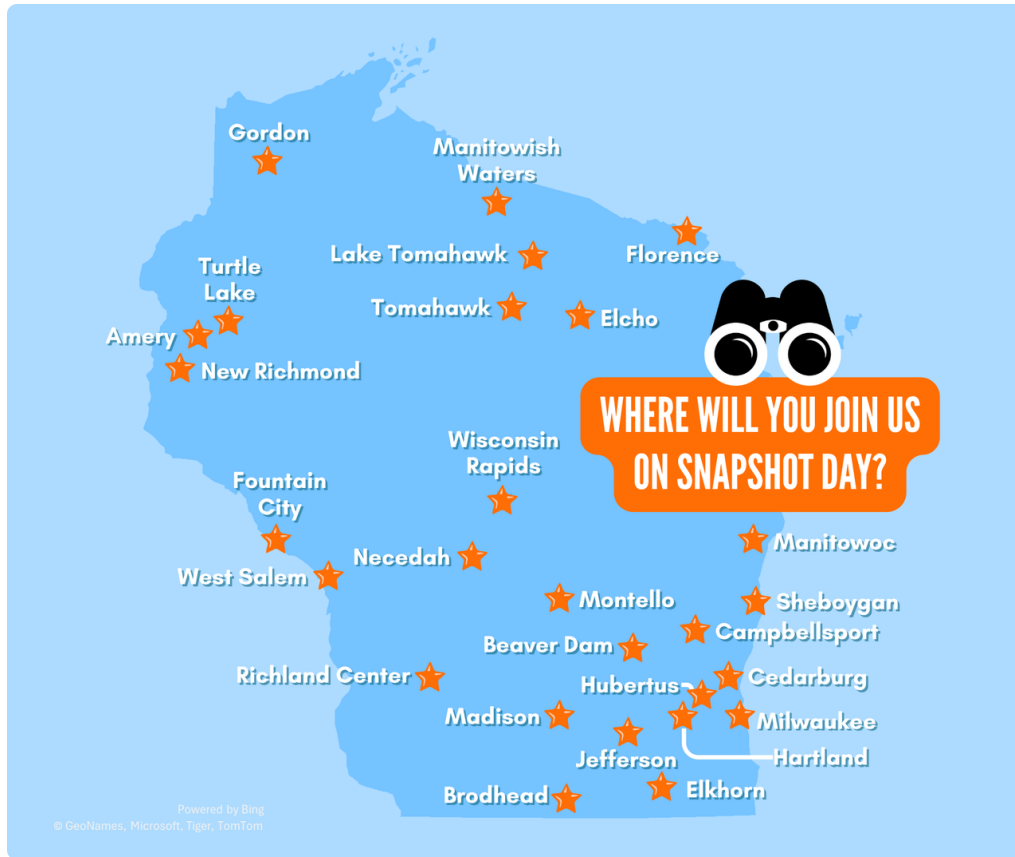 Gordon
Manitowish
Waters
Lake Tomahawk
Florence
Turtle
Lake
Tomahawk
Elcho
Amery
New Richmond
WHERE WILL YOU JOIN US
ON SNAPSHOT DAY?
Wisconsin
Rapids
Fountain
City
Manitowoc
Necedah
West Salem
Montello
Sheboygan
Campbellsport
Beaver Dam
Richland Center
Cedarburg
Hubertus
Madison
Milwaukee
Jefferson
Hartland
Elkhorn
Brodhead
Powered by Bing
© GeoNames, Microsoft, Tiger, TomTom